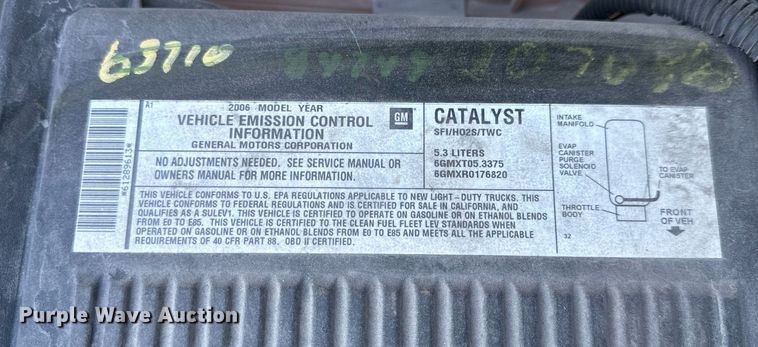 63710
A1
2006 MODEL YEAR
VEHICLE EMISSION CONTROL
INFORMATION
GENERAL MOTORS CORPORATION
GM
CATALYST
SFI/HO2S/TWC
NO ADJUSTMENTS NEEDED. SEE SERVICE MANUAL OR
OWNERS MANUAL FOR MORE INFORMATION.
5.3 LITERS
6GMXT05.3375
6GMXR0176820
*61289613*
THIS VEHICLE CONFORMS TO U.S. EPA REGULATIONS APPLICABLE TO NEW LIGHT-DUTY TRUCKS. THIS
VEHICLE CONFORMS TO FEDERAL REGULATIONS AND IS CERTIFIED FOR SALE IN CALIFORNIA, AND
QUALIFIES AS A SULEV1. THIS VEHICLE IS CERTIFIED TO OPERATE ON GASOLINE OR ON ETHANOL BLENDS
FROM E0 TO E85. THIS VEHICLE IS CERTIFIED TO THE CLEAN FUEL FLEET LEV STANDARDS WHEN
OPERATED ON GASOLINE OR ON ETHANOL BLENDS FROM E0 TO E85 AND MEETS ALL THE APPLICABLE
REQUIREMENTS OF 40 CFR PART 88. OBD II CERTIFIED.
INTAKE
MANIFOLD
EVAP
CANISTER
PURGE
SOLENOID
VALVE
TO EVAP
CANISTER
THROTTLE
BODY
FRONT
OF VEH
32
Purple Wave Auction